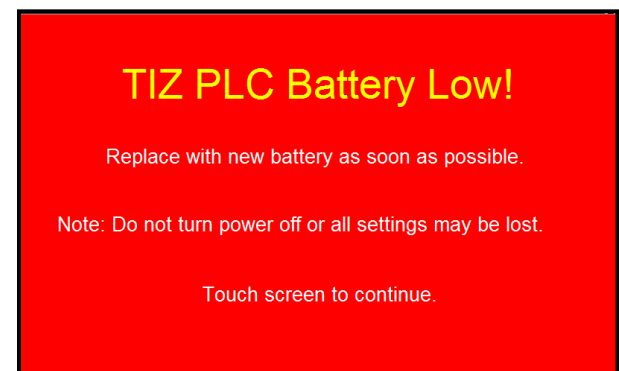 TIZ PLC Battery Low!
Replace with new battery as soon as possible.
Note: Do not turn power off or all settings may be lost.
Touch screen to continue.